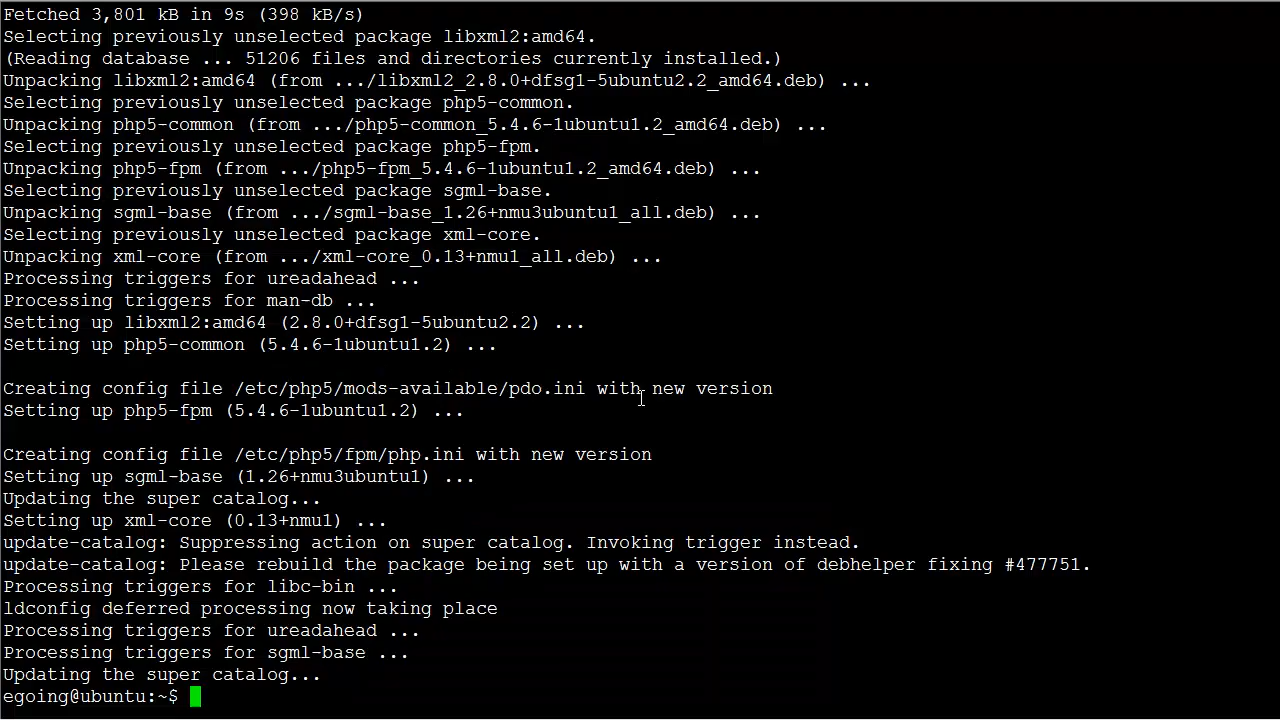 Fetched 3,801 kB in 9s (398 kB/s)
Selecting previously unselected package libxml2:amd64.
(Reading database ... 51206 files and directories currently installed.)
Unpacking libxml2:amd64 (from .../libxml2_2.8.0+dfsg1-5ubuntu2.2_amd64.deb) ...
Selecting previously unselected package php5-common.
Unpacking php5-common (from .../php5-common_5.4.6-1ubuntu1.2_amd64.deb) ...
Selecting previously unselected package php5-fpm.
Unpacking php5-fpm (from .../php5-fpm_5.4.6-1ubuntu1.2_amd64.deb) ...
Selecting previously unselected package sgml-base.
Unpacking sgml-base (from .../sgml-base_1.26+nmu3ubuntu1_all.deb) ...
Selecting previously unselected package xml-core.
Unpacking xml-core (from .../xml-core_0.13+nmu1_all.deb) ...
Processing triggers for ureadahead ...
Processing triggers for man-db ...
Setting up libxml2:amd64 (2.8.0+dfsg1-5ubuntu2.2) ...
Setting up php5-common (5.4.6-1ubuntu1.2) ...
Creating config file /etc/php5/mods-available/pdo.ini with new version
Setting up php5-fpm (5.4.6-1ubuntu1.2) ...
Creating config file /etc/php5/fpm/php.ini with new version
Setting up sgml-base (1.26+nmu3ubuntu1) ...
Updating the super catalog...
Setting up xml-core (0.13+nmu1) ...
update-catalog: Suppressing action on super catalog. Invoking trigger instead.
update-catalog: Please rebuild the package being set up with a version of debhelper fixing #477751.
Processing triggers for libc-bin ...
ldconfig deferred processing now taking place
Processing triggers for ureadahead ...
Processing triggers for sgml-base ...
Updating the super catalog...
egoing@ubuntu:~$